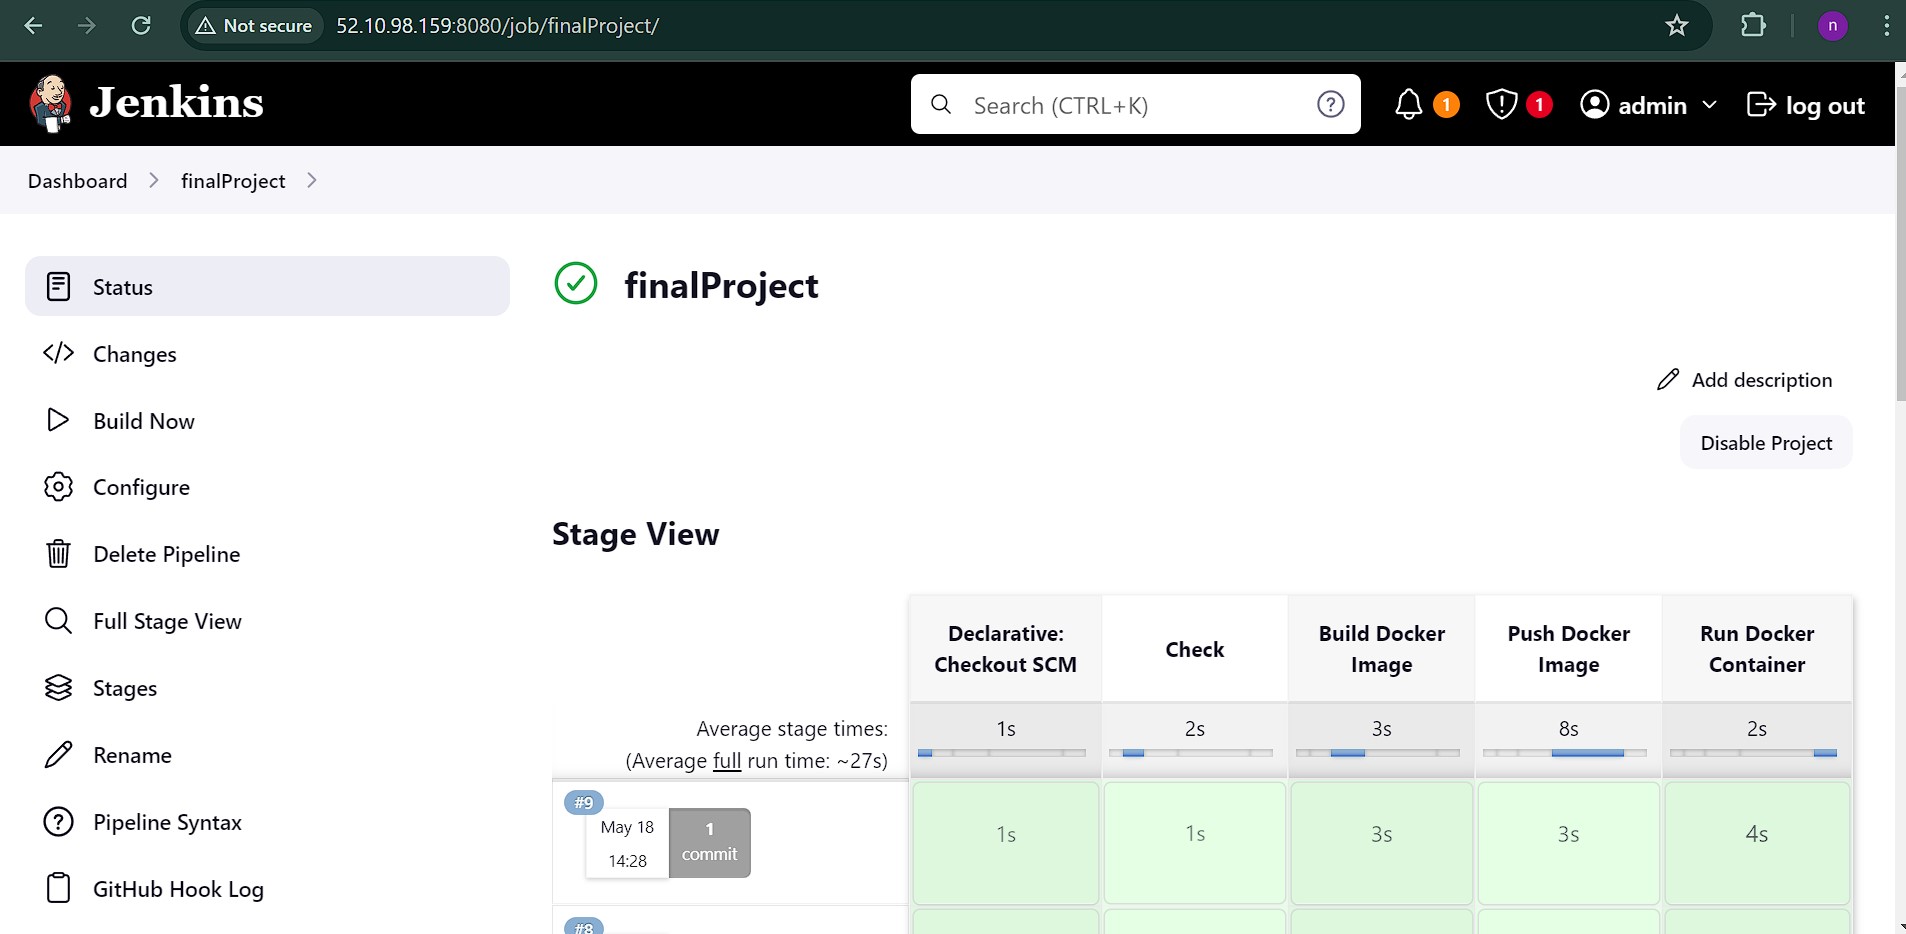 Not secure
52.10.98.159:8080/job/finalProject/
n
Jenkins
Search (CTRL+K)
?
1
1
admin
log out
Dashboard
finalProject
Status
Changes
Build Now
Configure
Delete Pipeline
Full Stage View
Stages
Rename
Pipeline Syntax
GitHub Hook Log
finalProject
Add description
Disable Project
Stage View
Declarative:
Checkout SCM
Check
Build Docker
Image
Push Docker
Image
Run Docker
Container
Average stage times:
(Average full run time: ~27s)
1s
2s
3s
8s
2s
#9
May 18
14:28
1
commit
1s
1s
3s
3s
4s
#8